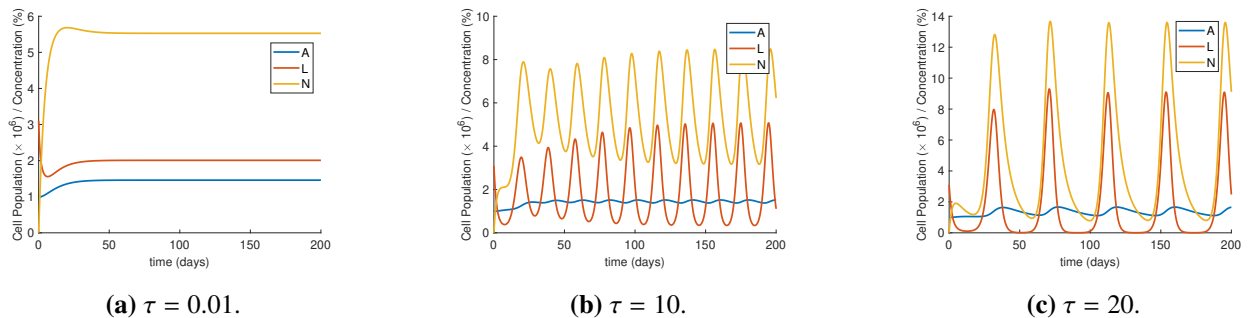 Cell Population (× 10⁶) / Concentration (%)
6
5
4
3
2
1
0
A
L
N
0 50 100 150 200
time (days)
(a) τ = 0.01.
Cell Population (× 10⁶) / Concentration (%)
10
8
6
4
2
0
A
L
N
0 50 100 150 200
time (days)
(b) τ = 10.
Cell Population (× 10⁶) / Concentration (%)
14
12
10
8
6
4
2
0
A
L
N
0 50 100 150 200
time (days)
(c) τ = 20.